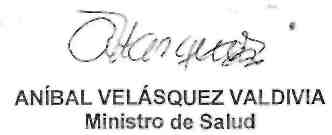 ANÍBAL VELÁSQUEZ VALDIVIA
Ministro de Salud